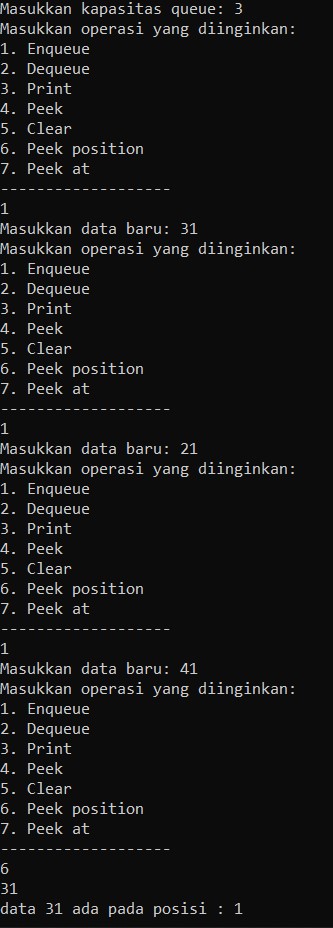 Masukkan kapasitas queue: 3
Masukkan operasi yang diinginkan:
1. Enqueue
2. Dequeue
3. Print
4. Peek
5. Clear
6. Peek position
7. Peek at
-------------------
1
Masukkan data baru: 31
Masukkan operasi yang diinginkan:
1. Enqueue
2. Dequeue
3. Print
4. Peek
5. Clear
6. Peek position
7. Peek at
-------------------
1
Masukkan data baru: 21
Masukkan operasi yang diinginkan:
1. Enqueue
2. Dequeue
3. Print
4. Peek
5. Clear
6. Peek position
7. Peek at
-------------------
1
Masukkan data baru: 41
Masukkan operasi yang diinginkan:
1. Enqueue
2. Dequeue
3. Print
4. Peek
5. Clear
6. Peek position
7. Peek at
-------------------
6
31
data 31 ada pada posisi : 1